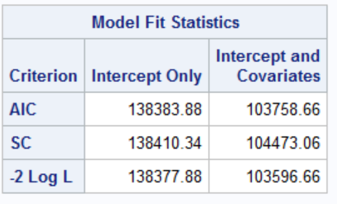 Model Fit Statistics
Criterion Intercept Only Intercept and
Covariates
AIC 138383.88 103758.66
SC 138410.34 104473.06
-2 Log L 138377.88 103596.66